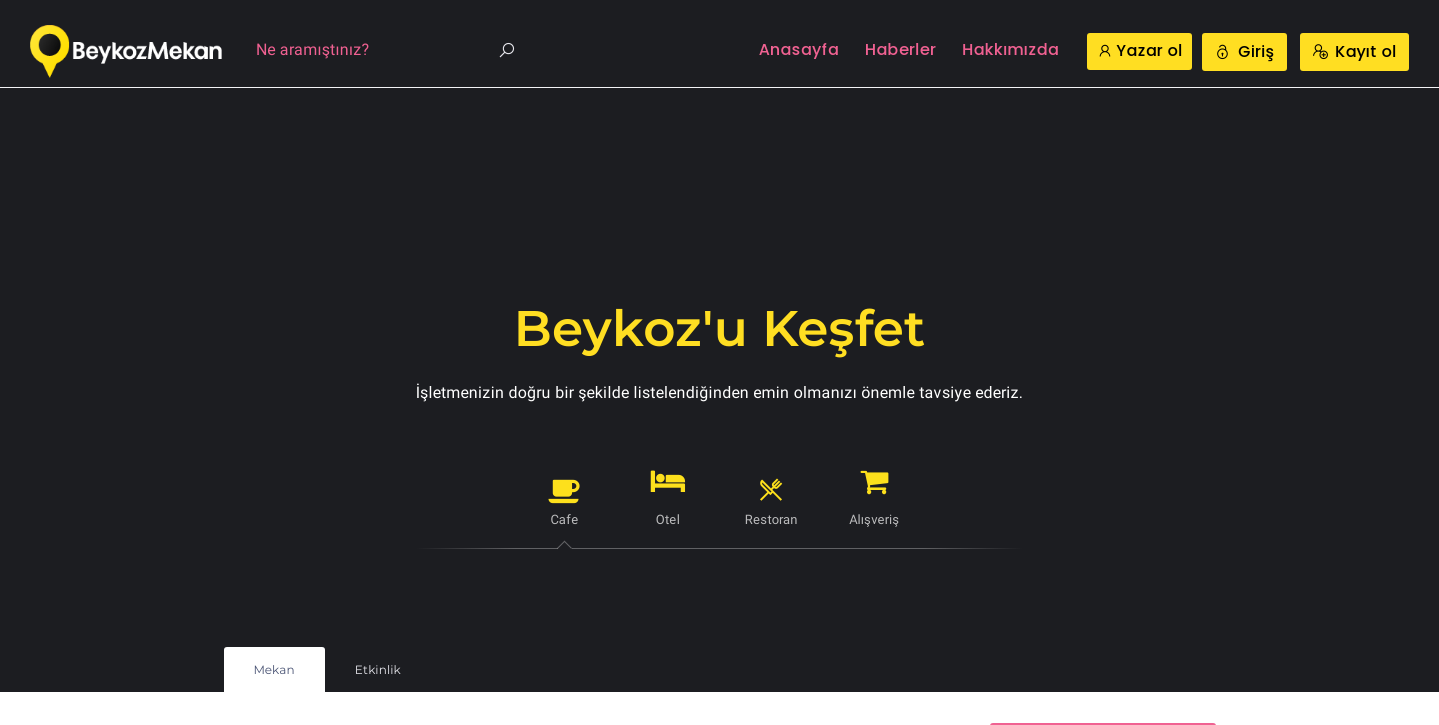 BeykozMekan
Ne aramıştınız?
Anasayfa
Haberler
Hakkımızda
Yazar ol
Giriş
Kayıt ol
Beykoz'u Keşfet
İşletmenizin doğru bir şekilde listelendiğinden emin olmanızı önemle tavsiye ederiz.
Cafe
Otel
Restoran
Alışveriş
Mekan
Etkinlik